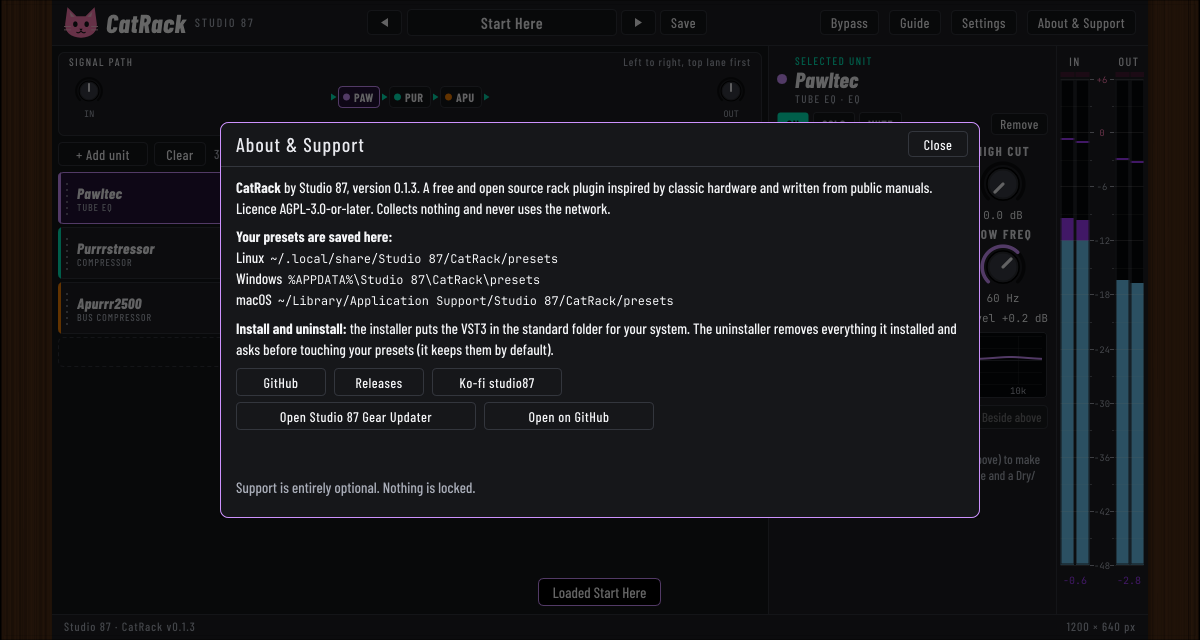 CatRack STUDIO 87
Start Here
Save
Bypass
Guide
Settings
About & Support
SIGNAL PATH
Left to right, top lane first
IN
PAW
PUR
APU
OUT
SELECTED UNIT
Pawltec
TUBE EQ · EQ
IN
OUT
Remove
+ Add unit
Clear
Pawltec
TUBE EQ
Purrrstressor
COMPRESSOR
Apurrr2500
BUS COMPRESSOR
About & Support
Close
CatRack by Studio 87, version 0.1.3. A free and open source rack plugin inspired by classic hardware and written from public manuals.
Licence AGPL-3.0-or-later. Collects nothing and never uses the network.
Your presets are saved here:
Linux ~/.local/share/Studio 87/CatRack/presets
Windows %APPDATA%\Studio 87\CatRack\presets
macOS ~/Library/Application Support/Studio 87/CatRack/presets
Install and uninstall: the installer puts the VST3 in the standard folder for your system. The uninstaller removes everything it installed and
asks before touching your presets (it keeps them by default).
GitHub
Releases
Ko-fi studio87
Open Studio 87 Gear Updater
Open on GitHub
Support is entirely optional. Nothing is locked.
IGH CUT
0.0 dB
OW FREQ
60 Hz
vel +0.2 dB
10k
Beside above
ove) to make
e and a Dry/
+6
0
-6
-12
-18
-24
-30
-36
-42
-48
-0.6
-2.8
Loaded Start Here
Studio 87 · CatRack v0.1.3
1200 × 640 px